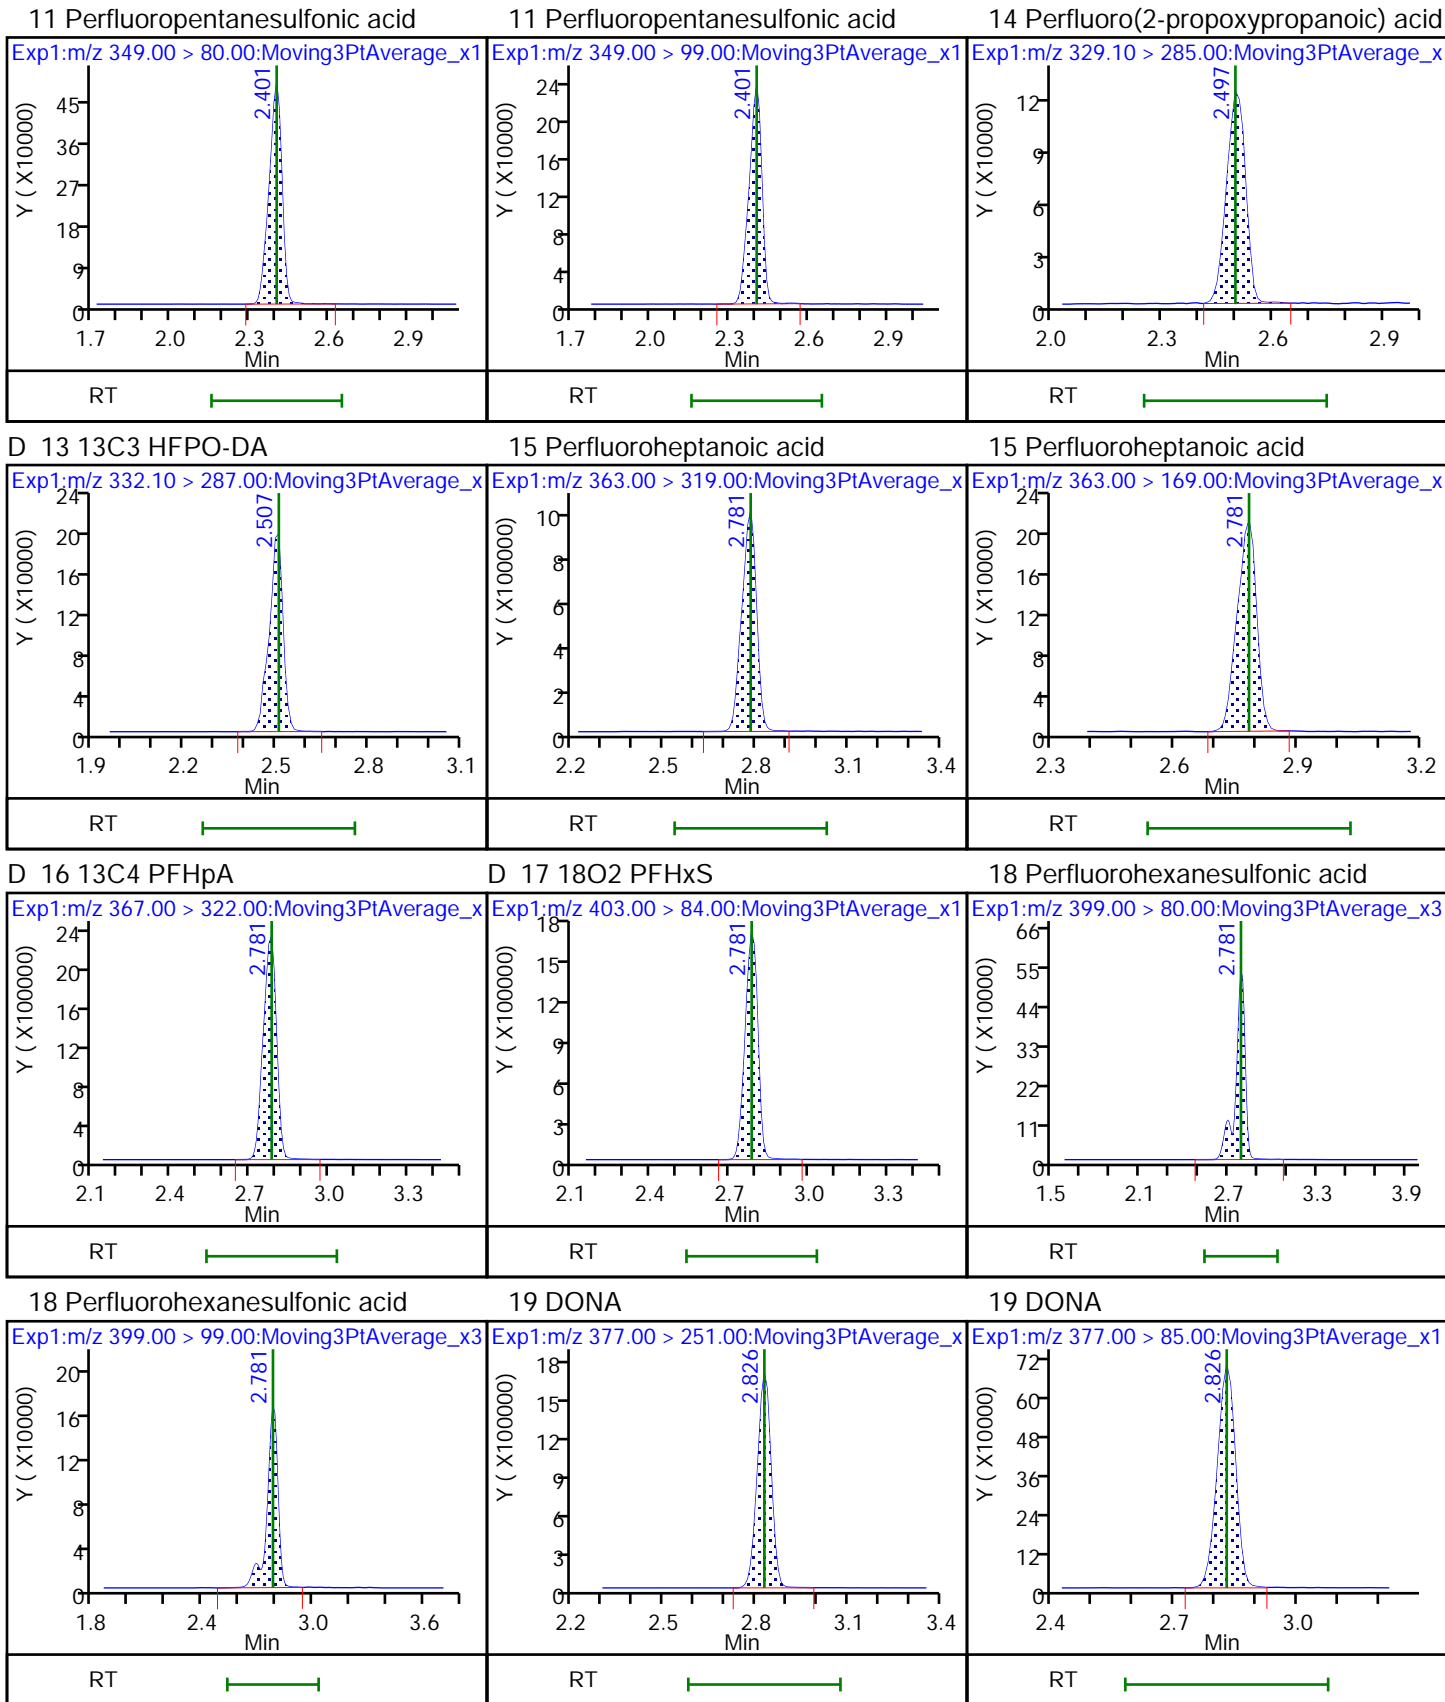 11 Perfluoropentanesulfonic acid
Exp1:m/z 349.00 > 80.00:Moving3PtAverage_x1
2.401
Y ( X10000)
45
36
27
18
9
0
1.7 2.0 2.3 2.6 2.9
Min
RT
11 Perfluoropentanesulfonic acid
Exp1:m/z 349.00 > 99.00:Moving3PtAverage_x1
2.401
Y ( X10000)
24
20
16
12
8
4
0
1.7 2.0 2.3 2.6 2.9
Min
RT
14 Perfluoro(2-propoxypropanoic) acid
Exp1:m/z 329.10 > 285.00:Moving3PtAverage_x
2.497
Y ( X10000)
12
9
6
3
0
2.0 2.3 2.6 2.9
Min
RT
D 13 13C3 HFPO-DA
Exp1:m/z 332.10 > 287.00:Moving3PtAverage_x
2.507
Y ( X10000)
24
20
16
12
8
4
0
1.9 2.2 2.5 2.8 3.1
Min
RT
15 Perfluoroheptanoic acid
Exp1:m/z 363.00 > 319.00:Moving3PtAverage_x
2.781
Y ( X100000)
10
8
6
4
2
0
2.2 2.5 2.8 3.1 3.4
Min
RT
15 Perfluoroheptanoic acid
Exp1:m/z 363.00 > 169.00:Moving3PtAverage_x
2.781
Y ( X10000)
24
20
16
12
8
4
0
2.3 2.6 2.9 3.2
Min
RT
D 16 13C4 PFHpA
Exp1:m/z 367.00 > 322.00:Moving3PtAverage_x
2.781
Y ( X100000)
24
20
16
12
8
4
0
2.1 2.4 2.7 3.0 3.3
Min
RT
D 17 18O2 PFHxS
Exp1:m/z 403.00 > 84.00:Moving3PtAverage_x1
2.781
Y ( X100000)
18
15
12
9
6
3
0
2.1 2.4 2.7 3.0 3.3
Min
RT
18 Perfluorohexanesulfonic acid
Exp1:m/z 399.00 > 80.00:Moving3PtAverage_x3
2.781
Y ( X10000)
66
55
44
33
22
11
0
1.5 2.1 2.7 3.3 3.9
Min
RT
18 Perfluorohexanesulfonic acid
Exp1:m/z 399.00 > 99.00:Moving3PtAverage_x3
2.781
Y ( X10000)
20
16
12
8
4
0
1.8 2.4 3.0 3.6
Min
RT
19 DONA
Exp1:m/z 377.00 > 251.00:Moving3PtAverage_x
2.826
Y ( X100000)
18
15
12
9
6
3
0
2.2 2.5 2.8 3.1 3.4
Min
RT
19 DONA
Exp1:m/z 377.00 > 85.00:Moving3PtAverage_x1
2.826
Y ( X10000)
72
60
48
36
24
12
0
2.4 2.7 3.0
Min
RT